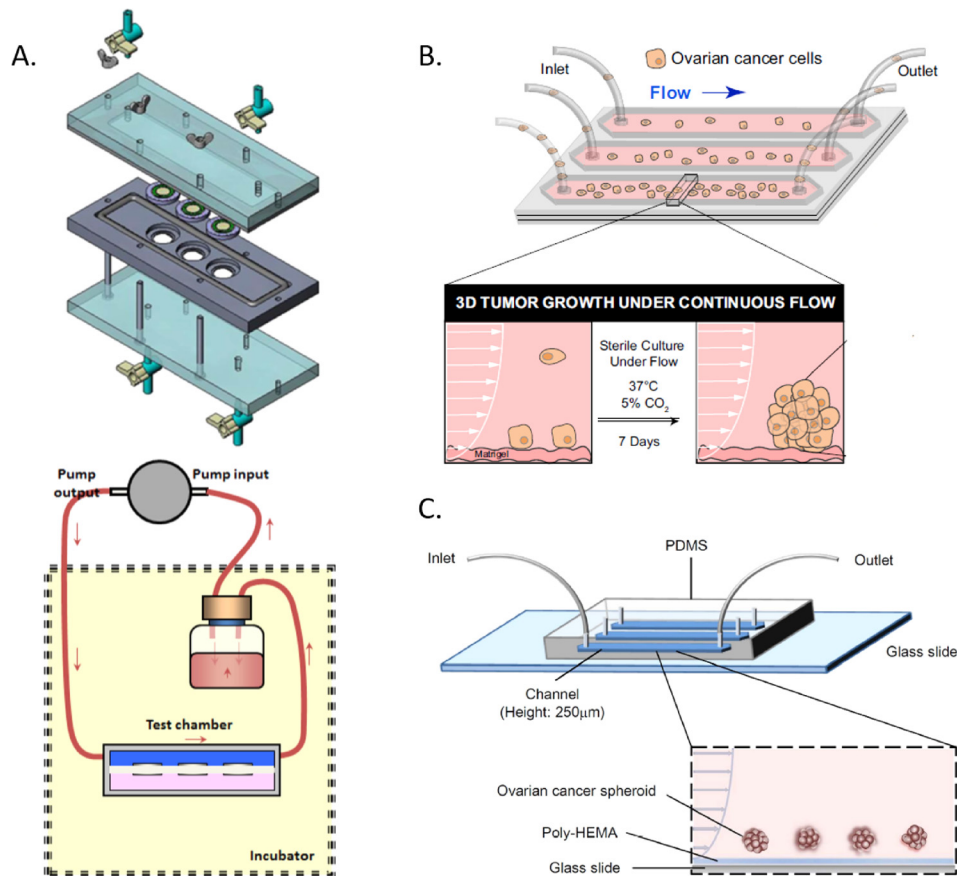 A.
Pump
output
Pump input
Test chamber
Incubator
B.
Ovarian cancer cells
Inlet
Outlet
Flow
3D TUMOR GROWTH UNDER CONTINUOUS FLOW
Sterile Culture
Under Flow
37°C
5% CO₂
7 Days
Matrigel
C.
PDMS
Inlet
Outlet
Glass slide
Channel
(Height: 250μm)
Ovarian cancer spheroid
Poly-HEMA
Glass slide